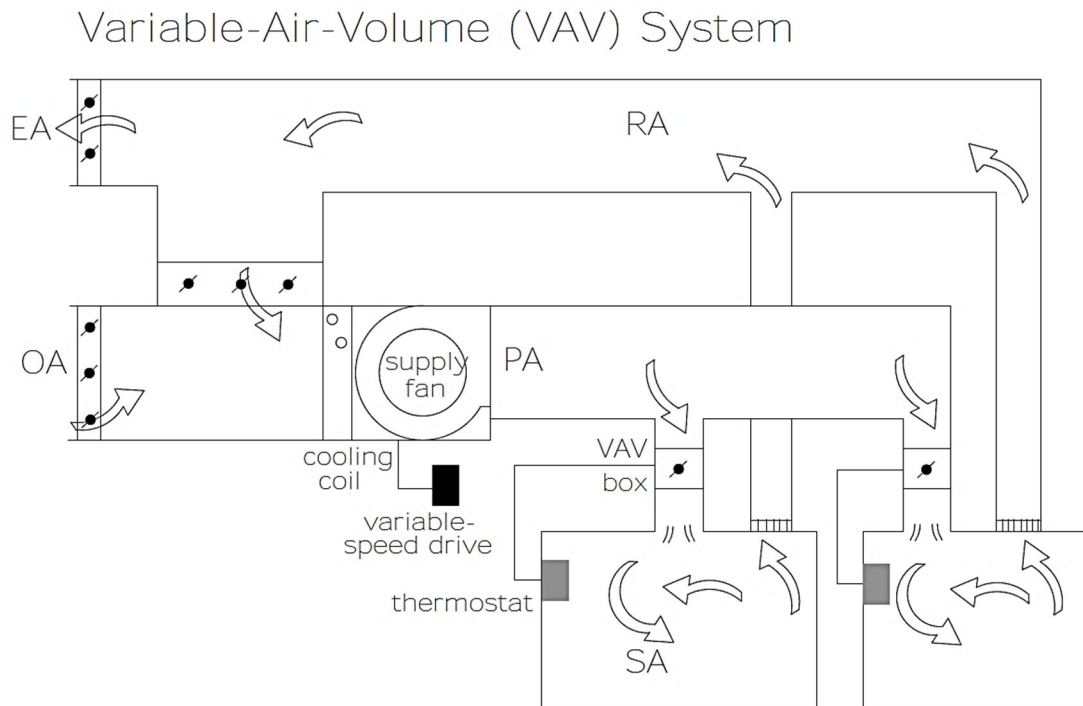 Variable-Air-Volume (VAV) System
EA
RA
OA
supply
fan
PA
cooling
coil
variable-
speed drive
VAV
box
thermostat
SA